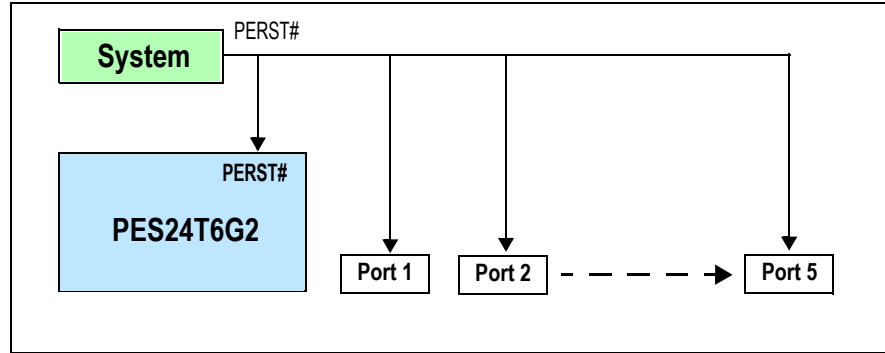 PERST#
System
PERST#
PES24T6G2
Port 1
Port 2
Port 5